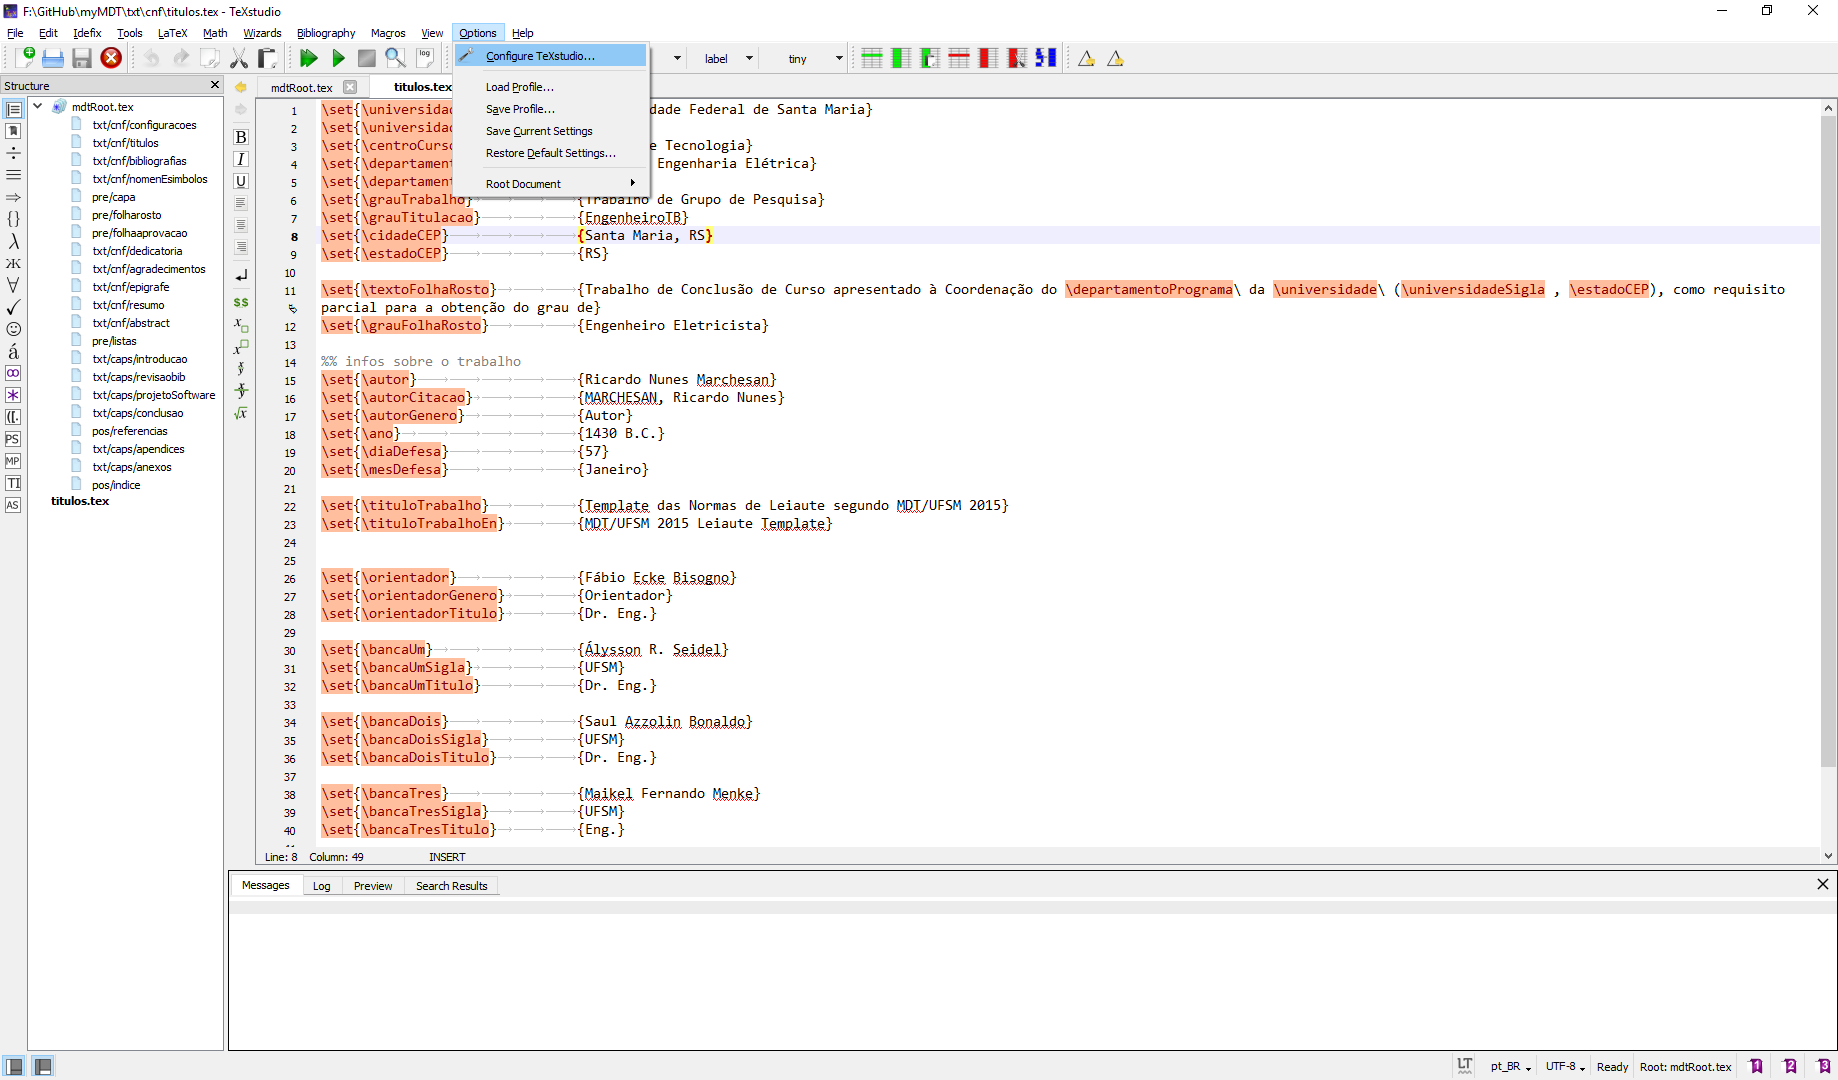 F:\GitHub\myMDT\txt\cnf\titulos.tex - TeXstudio
File Edit Idefix Tools LaTeX Math Wizards Bibliography Macros View Options Help
log label tiny
Configure TeXstudio...
Load Profile...
Save Profile...
Save Current Settings
Restore Default Settings...
Root Document
Structure
mdtRoot.tex
txt/cnf/configuracoes
txt/cnf/titulos
txt/cnf/bibliografias
txt/cnf/nomenEsimbolos
pre/capa
pre/folharosto
pre/folhaaprovacao
txt/cnf/dedicatoria
txt/cnf/agradecimentos
txt/cnf/epigrafe
txt/cnf/resumo
txt/cnf/abstract
pre/listas
txt/caps/introducao
txt/caps/revisaobib
txt/caps/projetoSoftware
txt/caps/conclusao
pos/referencias
txt/caps/apendices
txt/caps/anexos
pos/indice
titulos.tex
PS
MP
TI
AS
B
I
U
$$
mdtRoot.tex titulos.tex
1 \set{\universidad dade Federal de Santa Maria}
2 \set{\universidad
3 \set{\centroCurso e Tecnologia}
4 \set{\departament Engenharia Elétrica}
5 \set{\departament
6 \set{\grauTrabalho} {Trabalho de Grupo de Pesquisa}
7 \set{\grauTitulacao} {EngenheiroTB}
8 \set{\cidadeCEP} {Santa Maria, RS}
9 \set{\estadoCEP} {RS}
10
11 \set{\textoFolhaRosto} {Trabalho de Conclusão de Curso apresentado à Coordenação do \departamentoPrograma\ da \universidade\ (\universidadeSigla , \estadoCEP), como requisito
parcial para a obtenção do grau de}
12 \set{\grauFolhaRosto} {Engenheiro Eletricista}
13
14 %% infos sobre o trabalho
15 \set{\autor} {Ricardo Nunes Marchesan}
16 \set{\autorCitacao} {MARCHESAN, Ricardo Nunes}
17 \set{\autorGenero} {Autor}
18 \set{\ano} {1430 B.C.}
19 \set{\diaDefesa} {57}
20 \set{\mesDefesa} {Janeiro}
21
22 \set{\tituloTrabalho} {Template das Normas de Leiaute segundo MDT/UFSM 2015}
23 \set{\tituloTrabalhoEn} {MDT/UFSM 2015 Leiaute Template}
24
25
26 \set{\orientador} {Fábio Ecke Bisogno}
27 \set{\orientadorGenero} {Orientador}
28 \set{\orientadorTitulo} {Dr. Eng.}
29
30 \set{\bancaUm} {Álysson R. Seidel}
31 \set{\bancaUmSigla} {UFSM}
32 \set{\bancaUmTitulo} {Dr. Eng.}
33
34 \set{\bancaDois} {Saul Azzolin Bonaldo}
35 \set{\bancaDoisSigla} {UFSM}
36 \set{\bancaDoisTitulo} {Dr. Eng.}
37
38 \set{\bancaTres} {Maikel Fernando Menke}
39 \set{\bancaTresSigla} {UFSM}
40 \set{\bancaTresTitulo} {Eng.}
Line: 8 Column: 49 INSERT
Messages Log Preview Search Results
LT pt_BR UTF-8 Ready Root: mdtRoot.tex 1 2 3